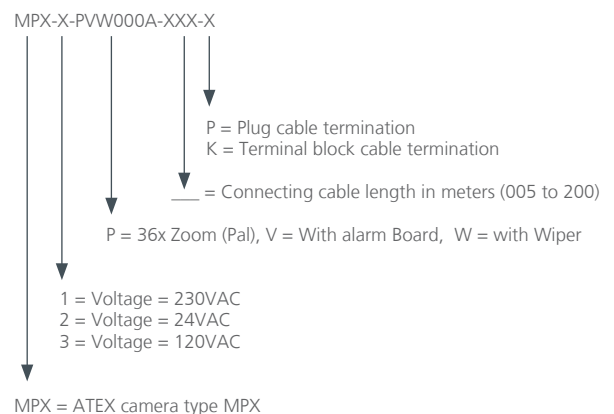 MPX-X-PVW000A-XXX-X
P = Plug cable termination
K = Terminal block cable termination
___ = Connecting cable length in meters (005 to 200)
P = 36x Zoom (Pal), V = With alarm Board, W = with Wiper
1 = Voltage = 230VAC
2 = Voltage = 24VAC
3 = Voltage = 120VAC
MPX = ATEX camera type MPX